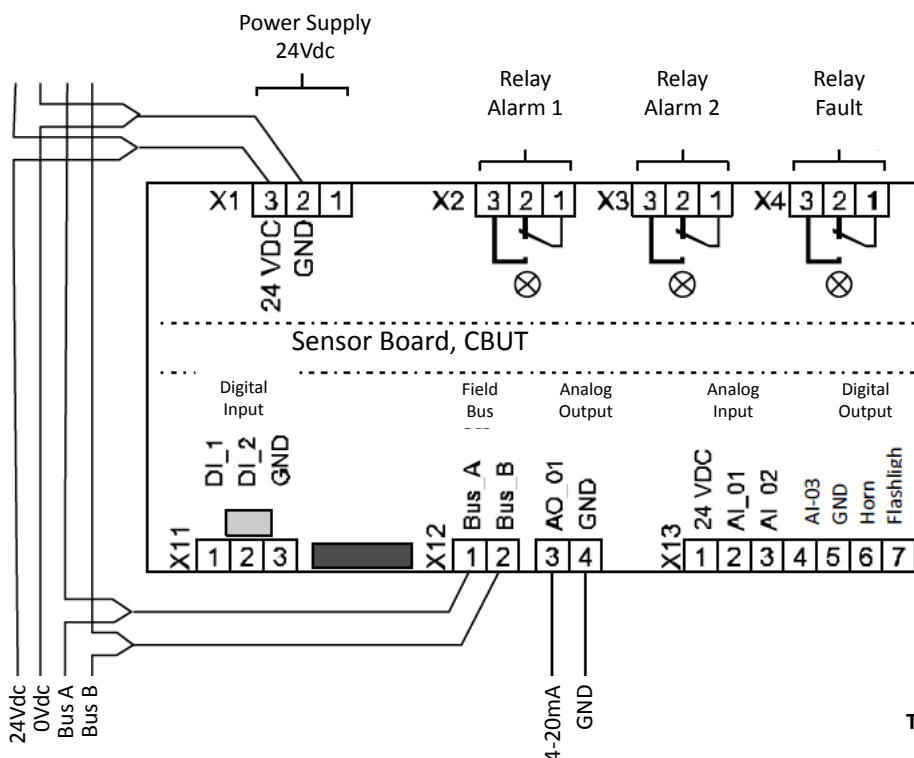 Power Supply
24Vdc
Relay
Alarm 1
Relay
Alarm 2
Relay
Fault
X1 3 2 1
X2 3 2 1
X3 3 2 1
X4 3 2 1
24 VDC
GND
Sensor Board, CBUT
Digital
Input
Field
Bus
Analog
Output
Analog
Input
Digital
Output
DI_1
DI_2
GND
Bus_A
Bus_B
AO_01
GND
24 VDC
AI_01
AI_02
AI-03
GND
Horn
Flashligh
X11 1 2 3
X12 1 2 3 4
X13 1 2 3 4 5 6 7
24Vdc
0Vdc
Bus A
Bus B
4-20mA
GND
T